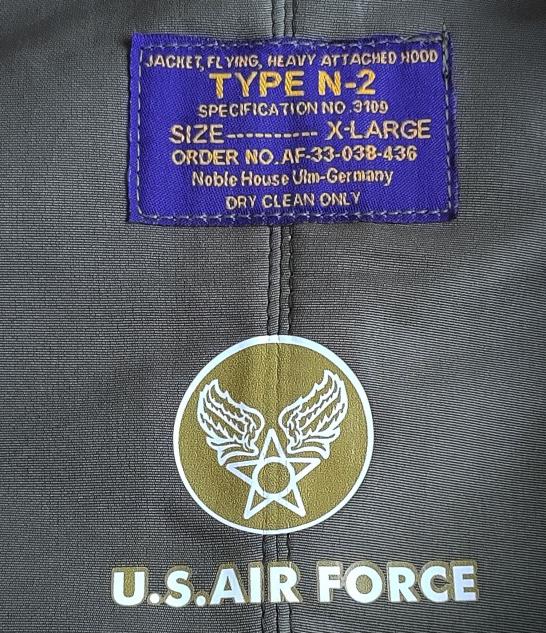 JACKET, FLYING, HEAVY ATTACHED HOOD
TYPE N-2
SPECIFICATION NO. 3109
SIZE---------- X-LARGE
ORDER NO. AF-33-038-436
Noble House Ulm-Germany
DRY CLEAN ONLY
U.S.AIR FORCE